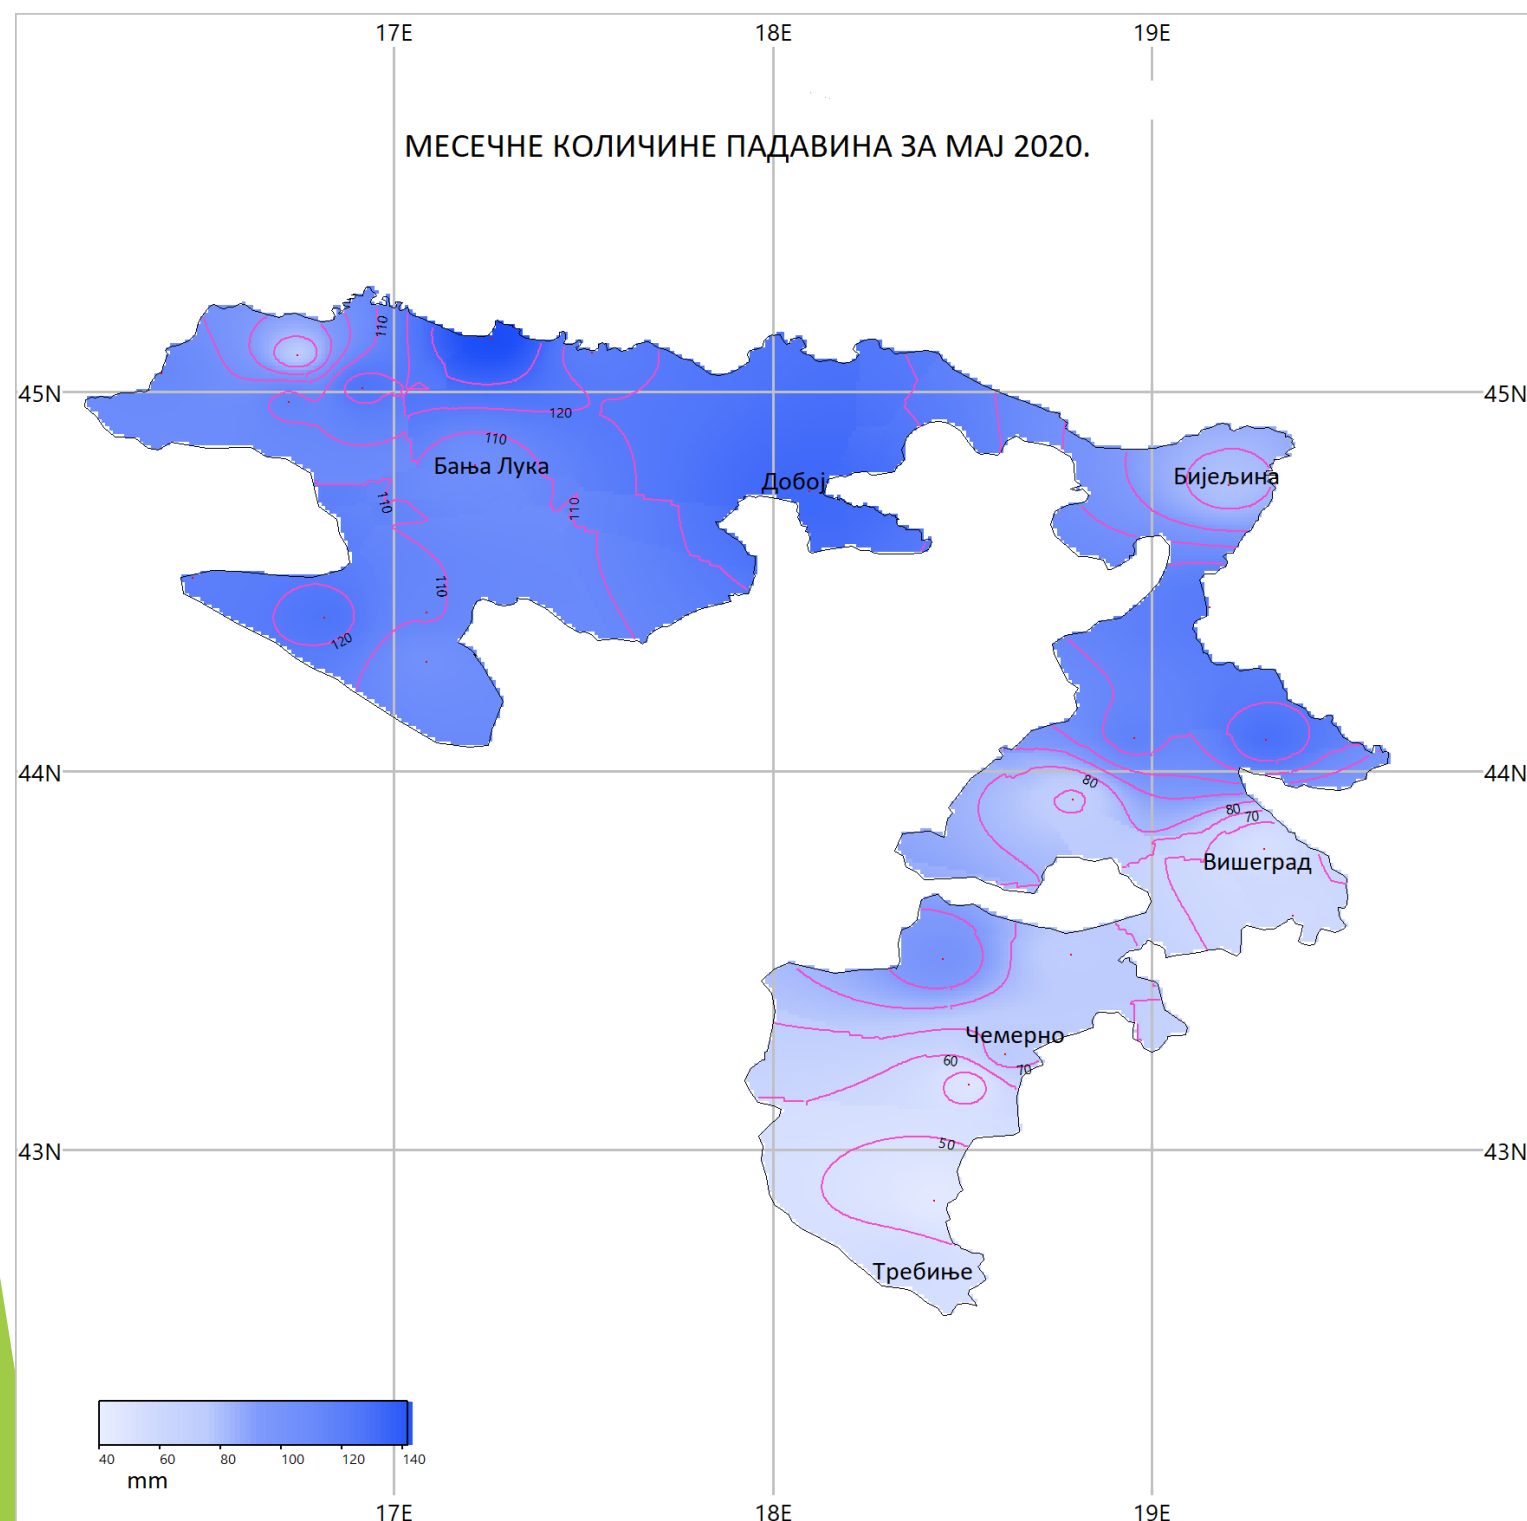 17E 18E 19E
МЕСЕЧНЕ КОЛИЧИНЕ ПАДАВИНА ЗА МАЈ 2020.
110
45N 45N
120
110
Бања Лука
Добој
Бијељина
110
110
110
120
44N 44N
80
80
70
Вишеград
Чемерно
60
70
50
43N 43N
Требиње
40 60 80 100 120 140
mm
17E 18E 19E